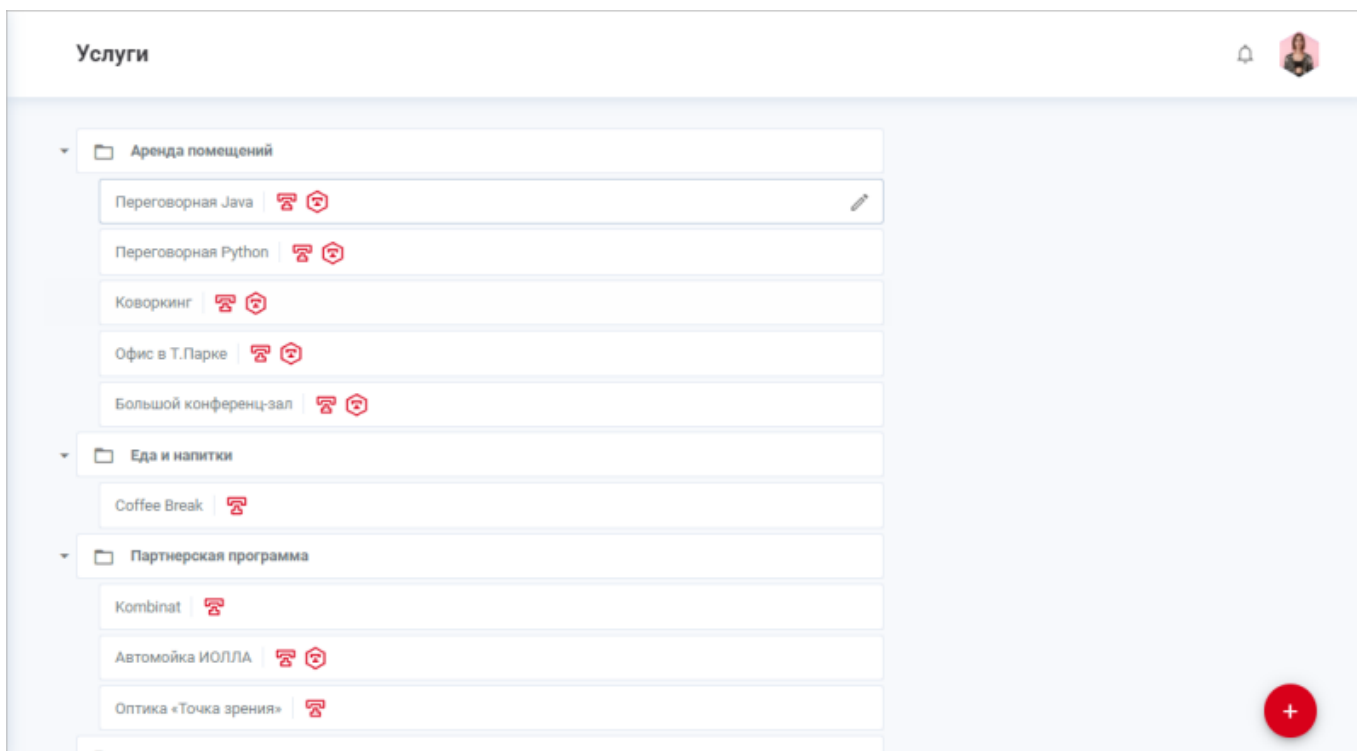 Услуги
Аренда помещений
Переговорная Java
Переговорная Python
Коворкинг
Офис в Т.Парке
Большой конференц-зал
Еда и напитки
Coffee Break
Партнерская программа
Kombinat
Автомойка ИОЛЛА
Оптика «Точка зрения»